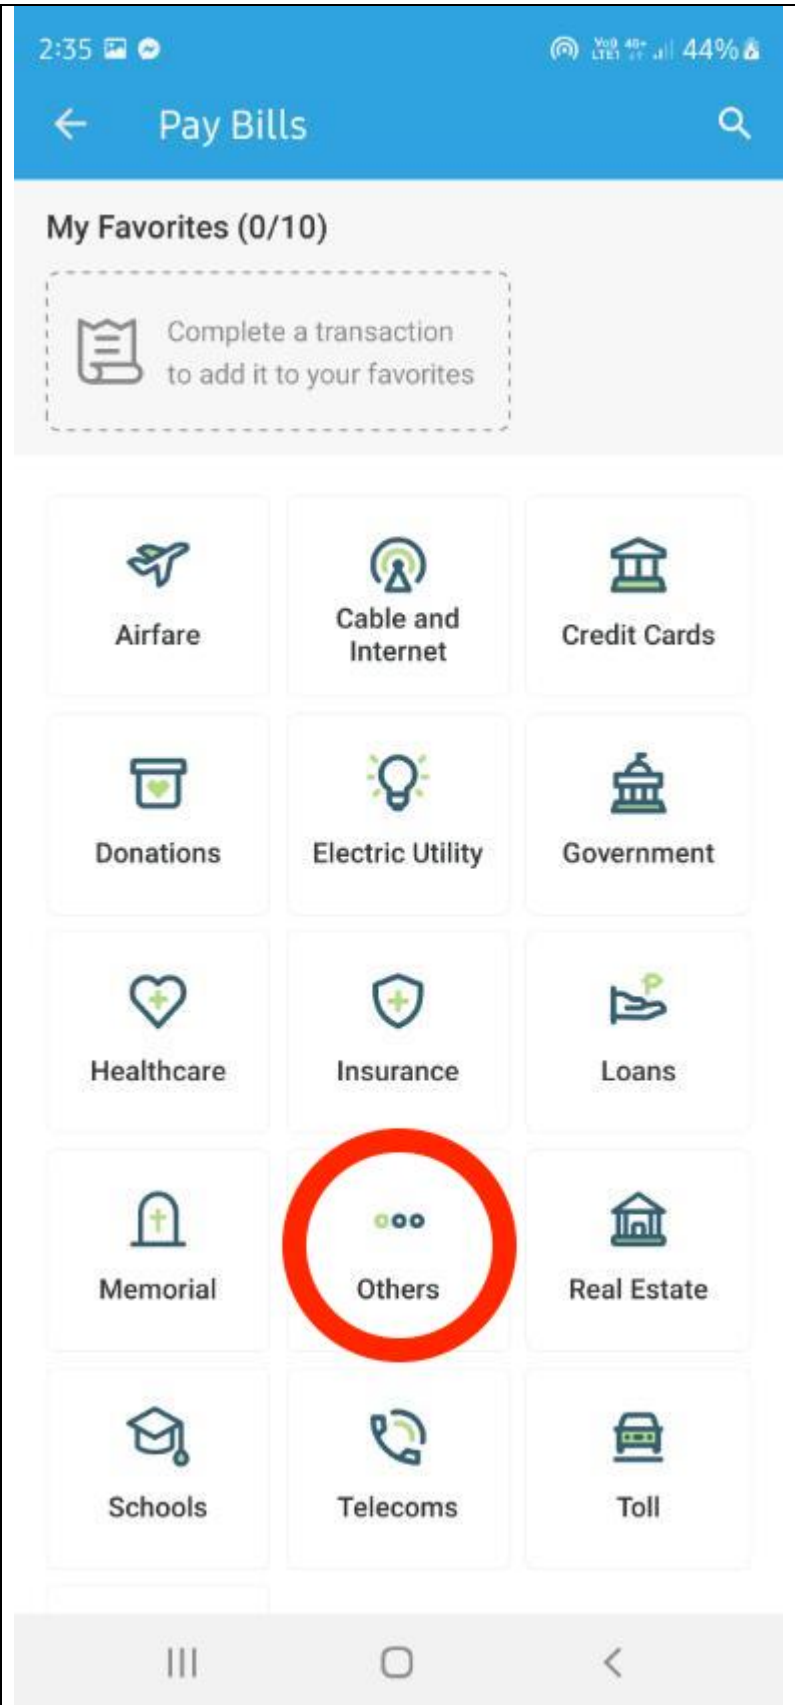 2:35 44%
Pay Bills
My Favorites (0/10)
Complete a transaction
to add it to your favorites
Airfare
Cable and
Internet
Credit Cards
Donations
Electric Utility
Government
Healthcare
Insurance
Loans
Memorial
Others
Real Estate
Schools
Telecoms
Toll